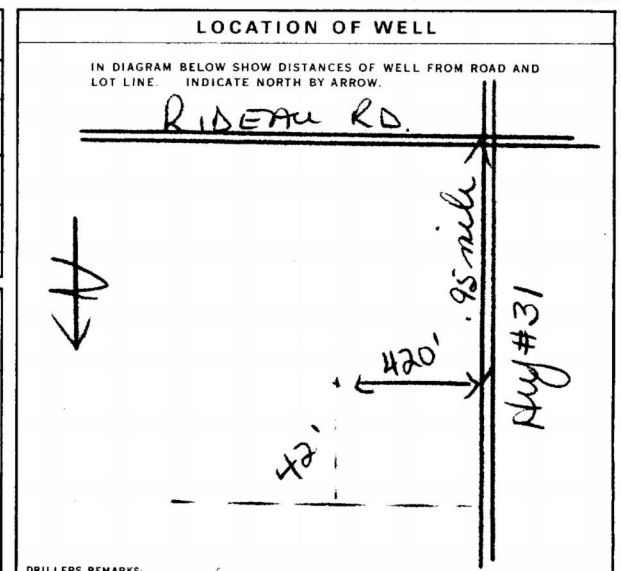 LOCATION OF WELL
IN DIAGRAM BELOW SHOW DISTANCES OF WELL FROM ROAD AND
LOT LINE. INDICATE NORTH BY ARROW.
RIDEAU RD.
.95 mile
N
420'
Hwy #31
42'
DRILLERS REMARKS: